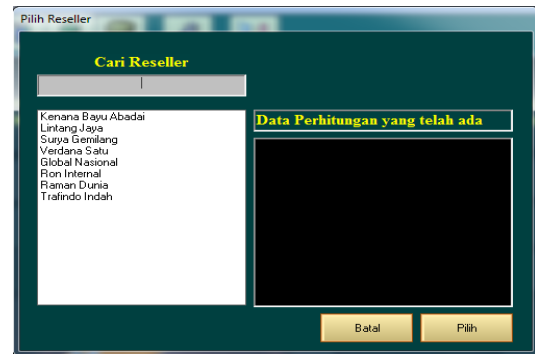 Pilih Reseller
Cari Reseller
Kenana Bayu Abadai
Lintang Jaya
Surya Gemilang
Verdana Satu
Global Nasional
Ron Internal
Raman Dunia
Trafindo Indah
Data Perhitungan yang telah ada
Batal
Pilih